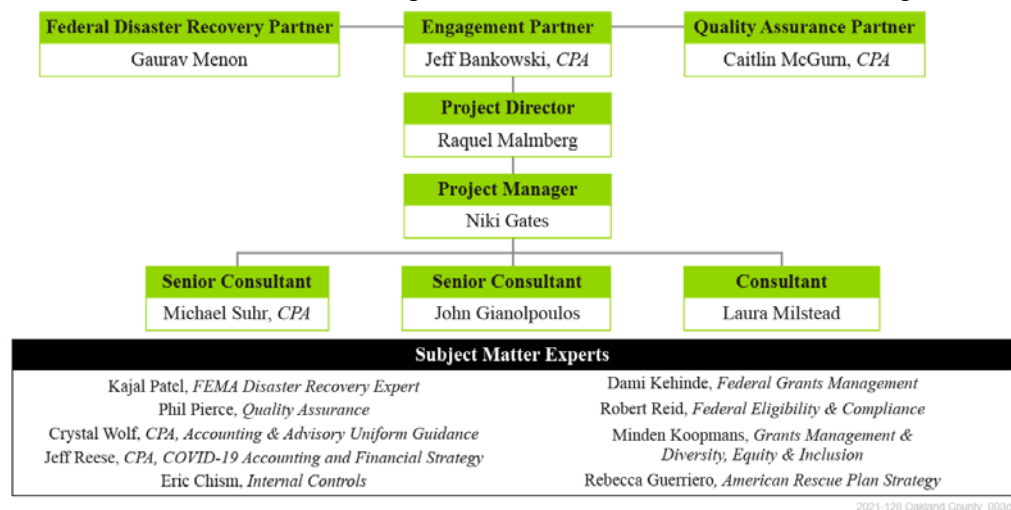 Federal Disaster Recovery Partner
Gaurav Menon
Engagement Partner
Jeff Bankowski, CPA
Quality Assurance Partner
Caitlin McGurn, CPA
Project Director
Raquel Malmberg
Project Manager
Niki Gates
Senior Consultant
Michael Suhr, CPA
Senior Consultant
John Gianolpoulos
Consultant
Laura Milstead
Subject Matter Experts
Kajal Patel, FEMA Disaster Recovery Expert
Phil Pierce, Quality Assurance
Crystal Wolf, CPA, Accounting & Advisory Uniform Guidance
Jeff Reese, CPA, COVID-19 Accounting and Financial Strategy
Eric Chism, Internal Controls
Dami Kehinde, Federal Grants Management
Robert Reid, Federal Eligibility & Compliance
Minden Koopmans, Grants Management &
Diversity, Equity & Inclusion
Rebecca Guerriero, American Rescue Plan Strategy
2021-128 Oakland County